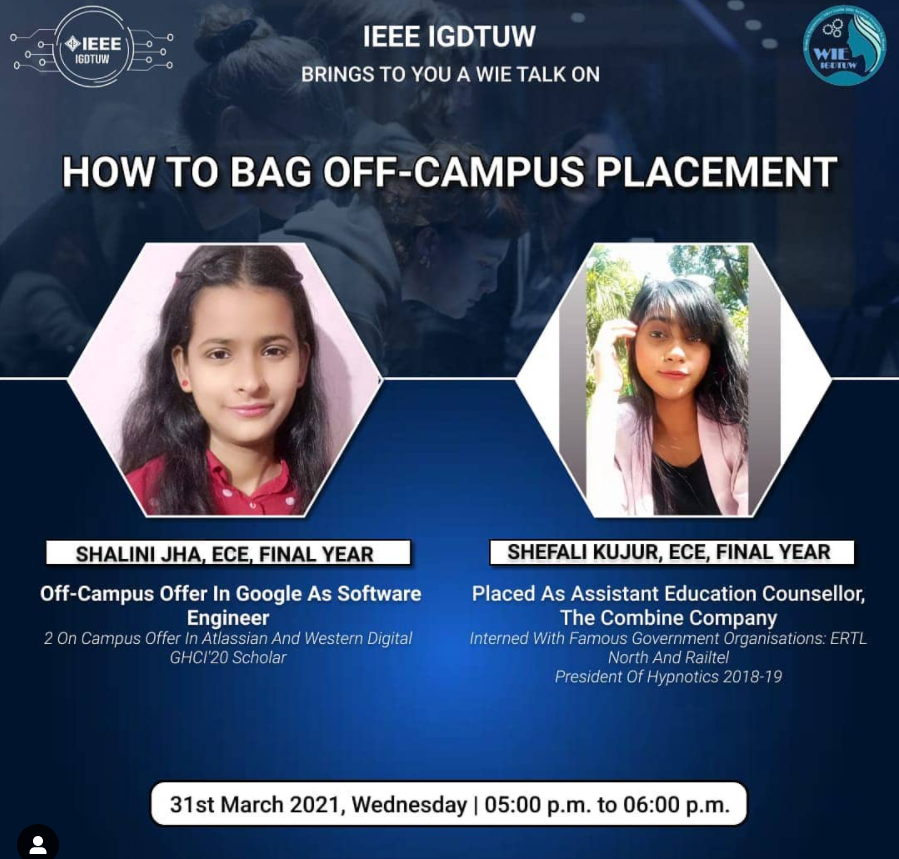 IEEE
IGDTUW
IEEE IGDTUW
BRINGS TO YOU A WIE TALK ON
WIE
IGDTUW
HOW TO BAG OFF-CAMPUS PLACEMENT
SHALINI JHA, ECE, FINAL YEAR
Off-Campus Offer In Google As Software
Engineer
2 On Campus Offer In Atlassian And Western Digital
GHCI'20 Scholar
SHEFALI KUJUR, ECE, FINAL YEAR
Placed As Assistant Education Counsellor,
The Combine Company
Interned With Famous Government Organisations: ERTL
North And Railtel
President Of Hypnotics 2018-19
31st March 2021, Wednesday | 05:00 p.m. to 06:00 p.m.